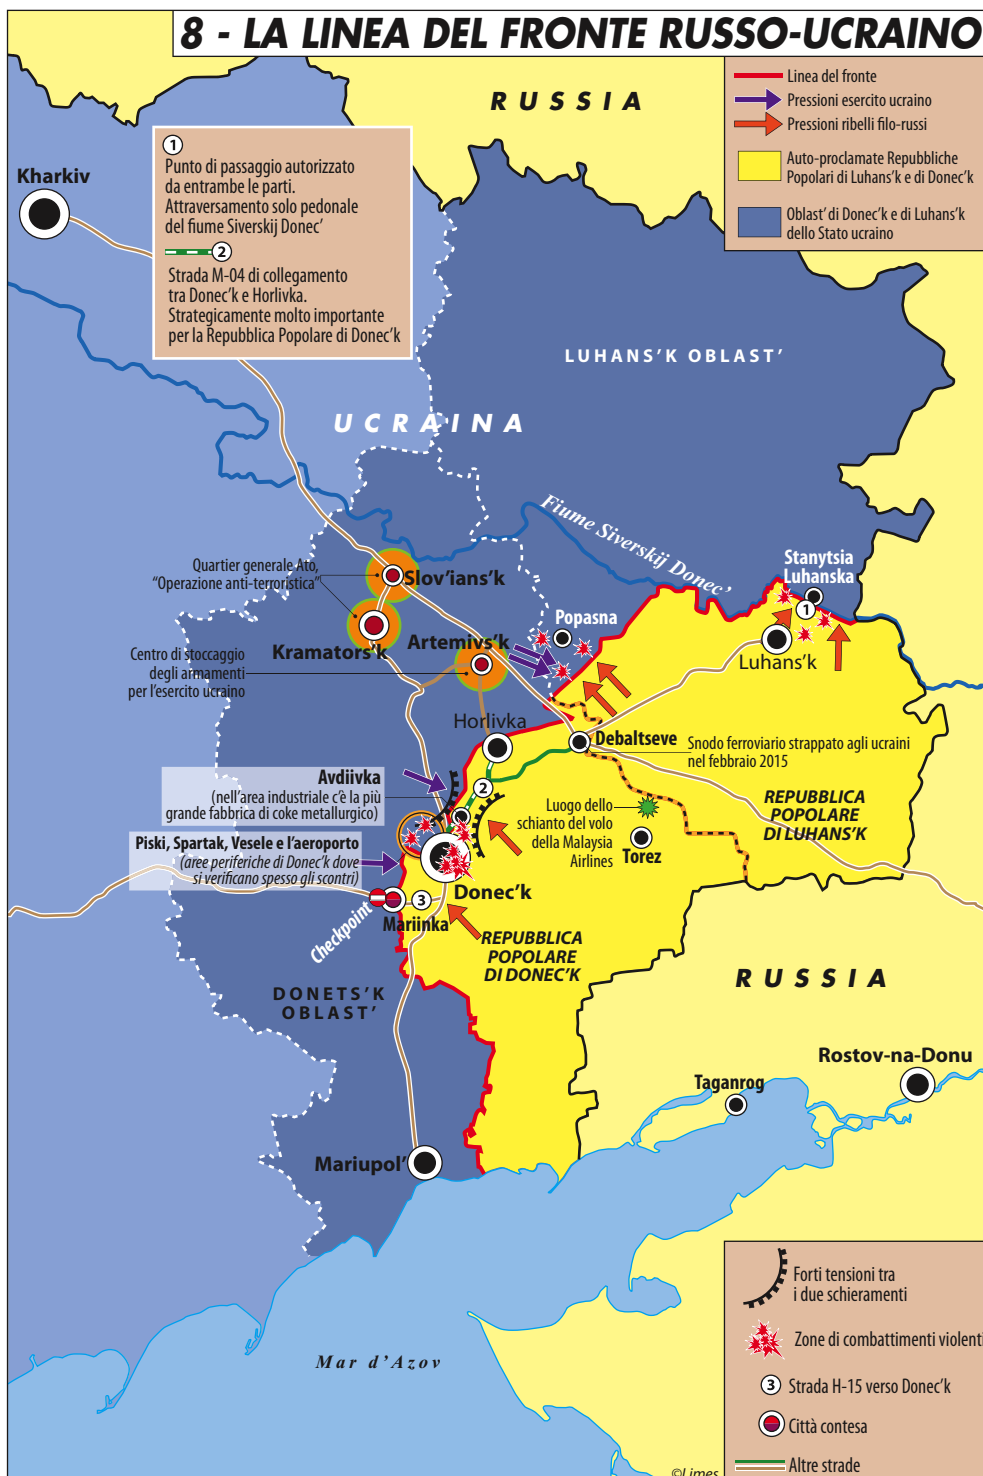 8 - LA LINEA DEL FRONTE RUSSO-UCRAINO
RUSSIA
Linea del fronte
Pressioni esercito ucraino
Pressioni ribelli filo-russi
Auto-proclamate Repubbliche
Popolari di Luhans'k e di Donec'k
Oblast' di Donec'k e di Luhans'k
dello Stato ucraino
Kharkiv
1
Punto di passaggio autorizzato
da entrambe le parti.
Attraversamento solo pedonale
del fiume Siverskij Donec'
2
Strada M-04 di collegamento
tra Donec'k e Horlivka.
Strategicamente molto importante
per la Repubblica Popolare di Donec'k
LUHANS'K OBLAST'
UCRAINA
Fiume Siverskij Donec'
Stanytsia
Luhanska
1
Quartier generale Ato,
"Operazione anti-terroristica"
Slov'ians'k
Popasna
Kramators'k
Artemivs'k
Luhans'k
Centro di stoccaggio
degli armamenti
per l'esercito ucraino
Horlivka
Debaltseve
Snodo ferroviario strappato agli ucraini
nel febbraio 2015
Avdiivka
(nell'area industriale c'è la più
grande fabbrica di coke metallurgico)
2
Luogo dello
schianto del volo
della Malaysia
Airlines
Torez
REPUBBLICA
POPOLARE
DI LUHANS'K
Piski, Spartak, Vesele e l'aeroporto
(aree periferiche di Donec'k dove
si verificano spesso gli scontri)
Donec'k
Checkpoint
3
Mariinka
REPUBBLICA
POPOLARE
DI DONEC'K
DONETS'K
OBLAST'
RUSSIA
Rostov-na-Donu
Taganrog
Mariupol'
Mar d'Azov
Forti tensioni tra
i due schieramenti
Zone di combattimenti violenti
3
Strada H-15 verso Donec'k
Città contesa
Altre strade
©Limes